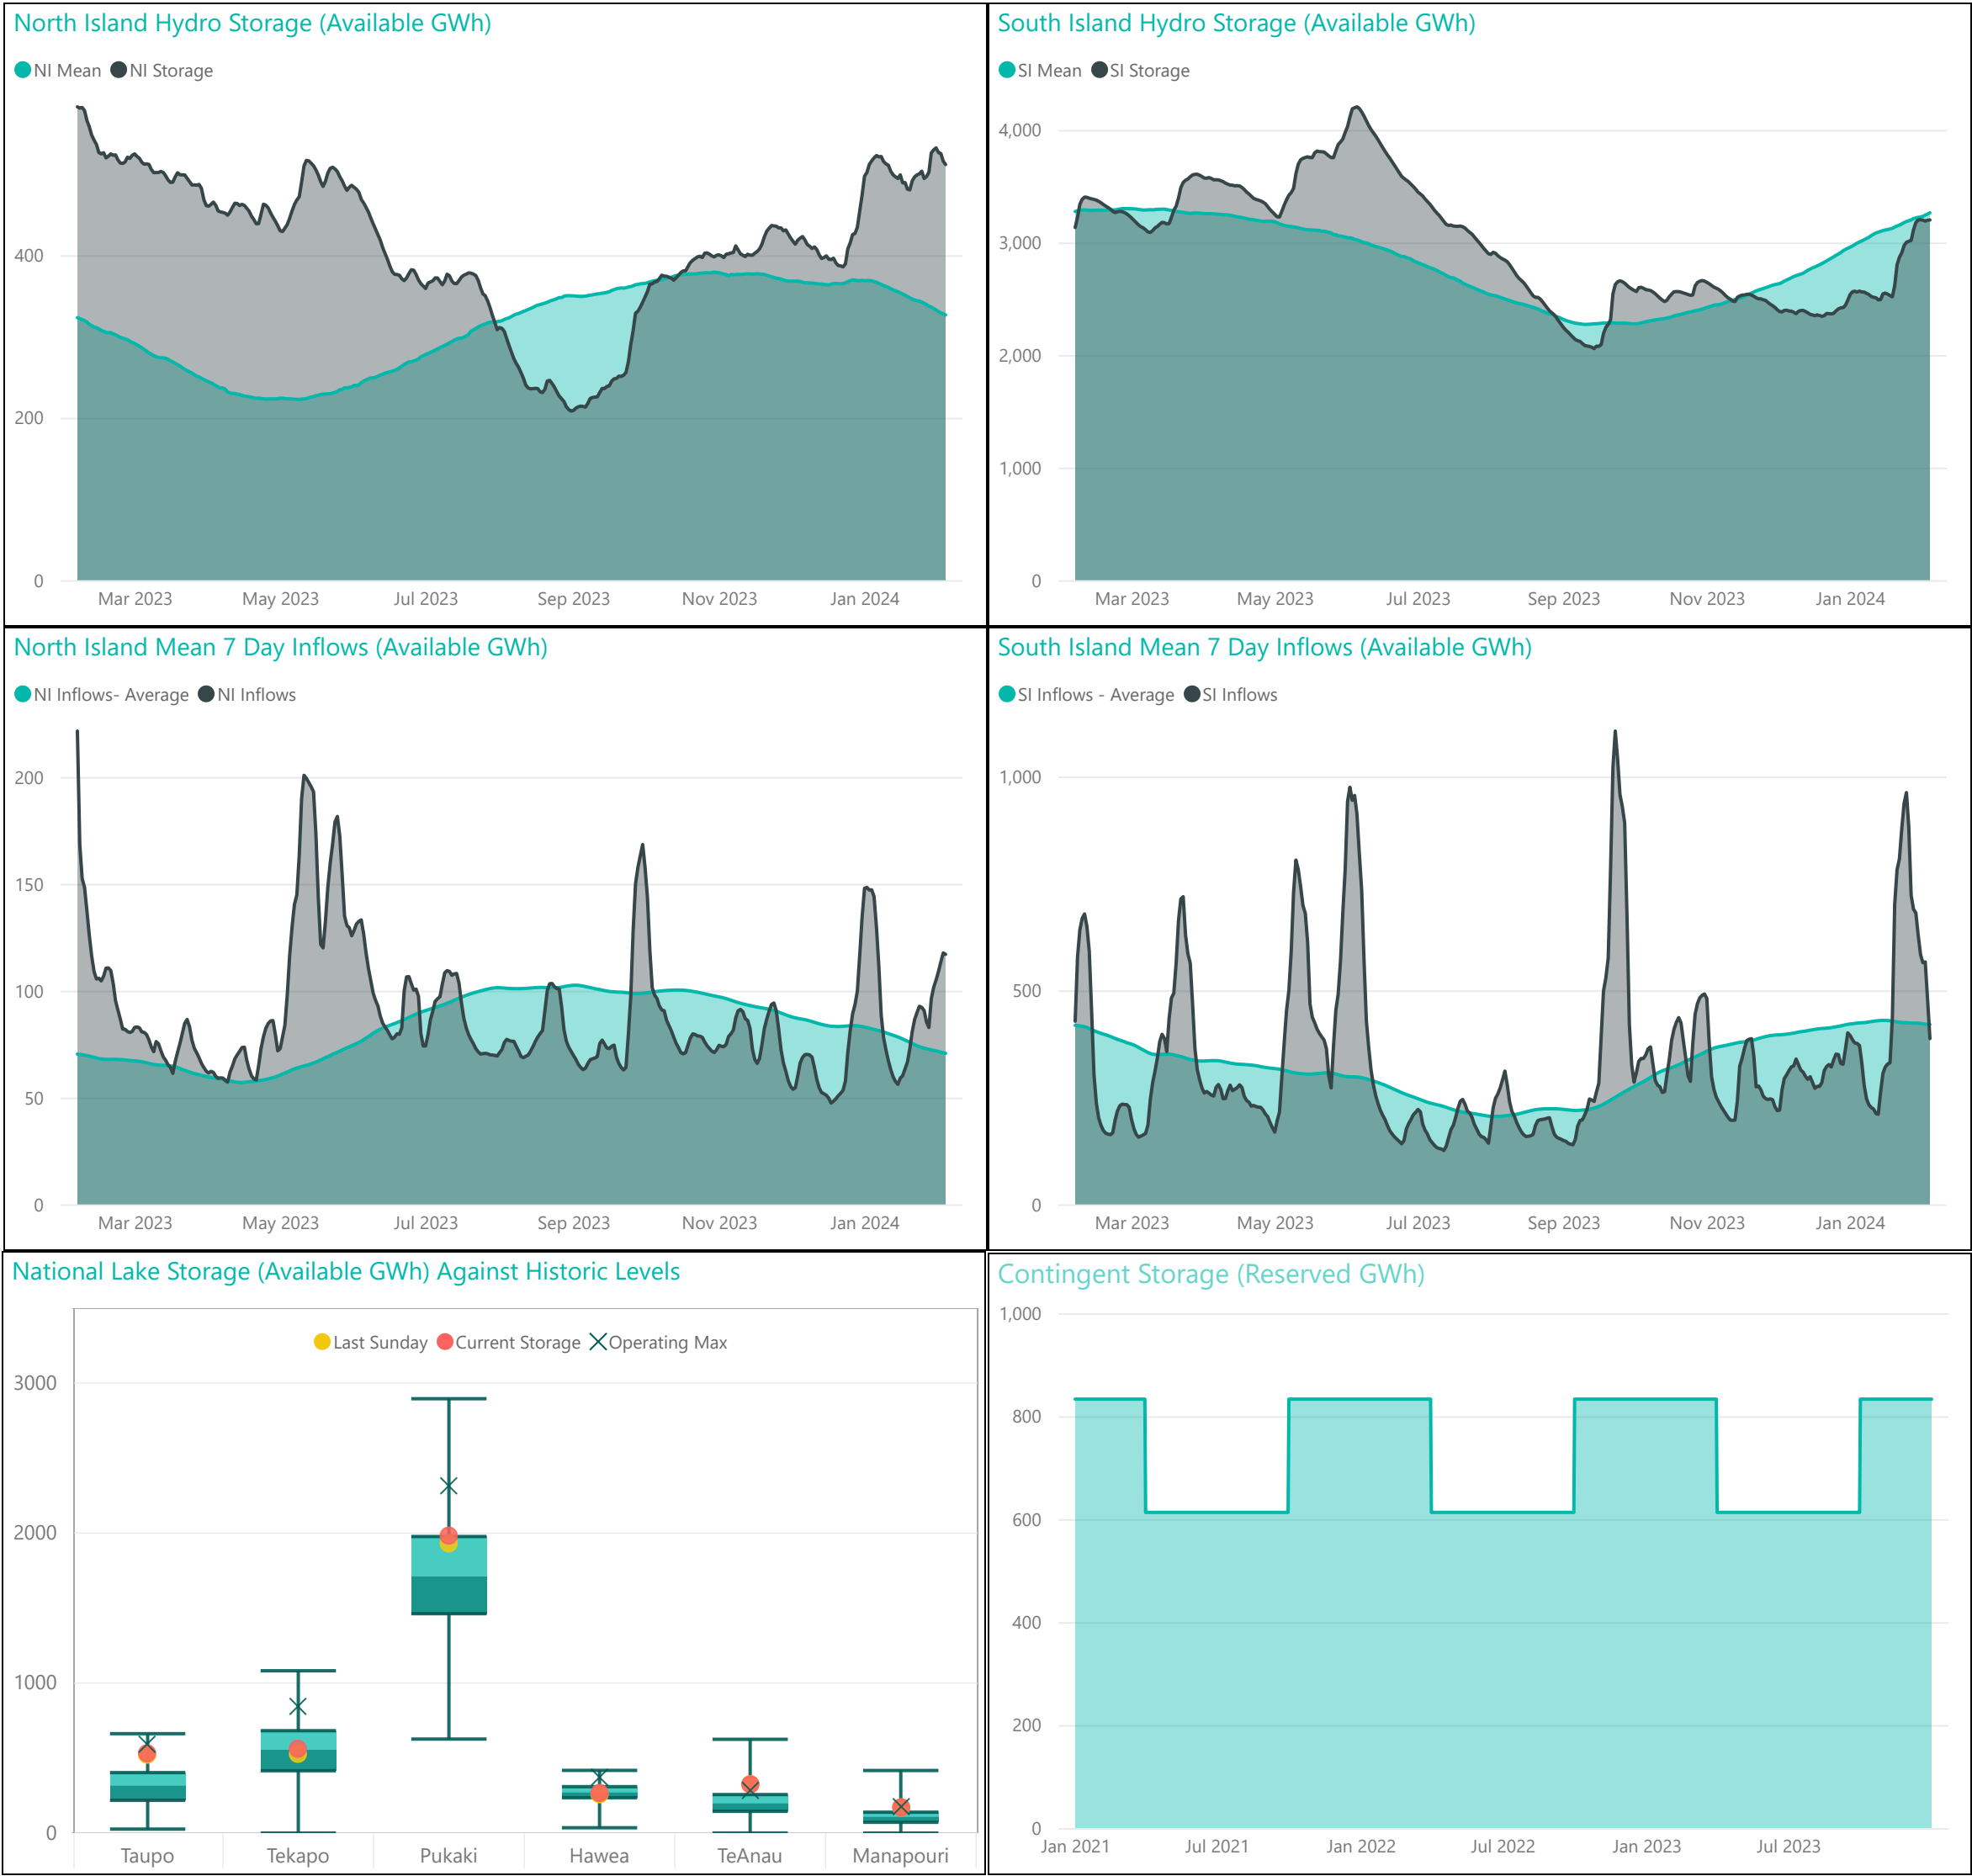 North Island Hydro Storage (Available GWh)
NI Mean NI Storage
400
200
0
Mar 2023 May 2023 Jul 2023 Sep 2023 Nov 2023 Jan 2024
South Island Hydro Storage (Available GWh)
SI Mean SI Storage
4,000
3,000
2,000
1,000
0
Mar 2023 May 2023 Jul 2023 Sep 2023 Nov 2023 Jan 2024
North Island Mean 7 Day Inflows (Available GWh)
NI Inflows- Average NI Inflows
200
150
100
50
0
Mar 2023 May 2023 Jul 2023 Sep 2023 Nov 2023 Jan 2024
South Island Mean 7 Day Inflows (Available GWh)
SI Inflows - Average SI Inflows
1,000
500
0
Mar 2023 May 2023 Jul 2023 Sep 2023 Nov 2023 Jan 2024
National Lake Storage (Available GWh) Against Historic Levels
Last Sunday Current Storage Operating Max
3000
2000
1000
0
Taupo Tekapo Pukaki Hawea TeAnau Manapouri
Contingent Storage (Reserved GWh)
1,000
800
600
400
200
0
Jan 2021 Jul 2021 Jan 2022 Jul 2022 Jan 2023 Jul 2023